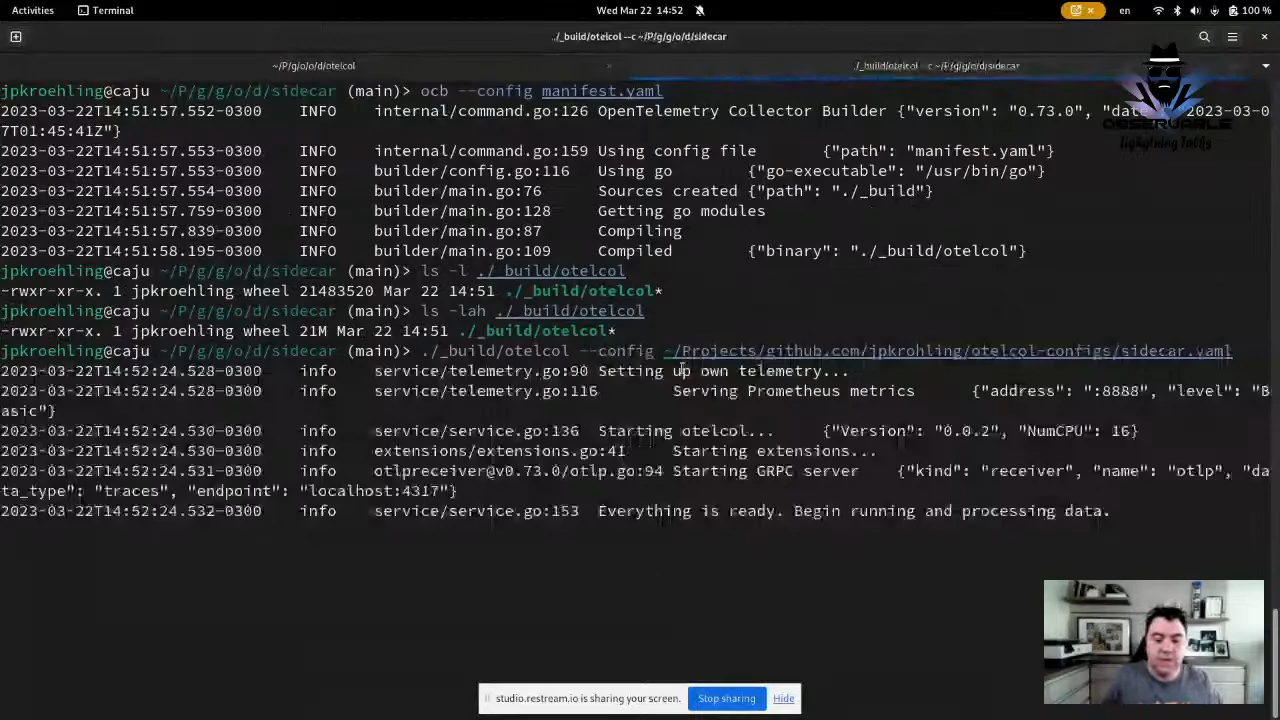 Activities
Terminal
Wed Mar 22 14:52
en
100 %
../_build/otelcol --c ~/P/g/g/o/d/sidecar
~/P/g/o/o/d/otelcol
../_build/otelcol --c ~/P/g/g/o/d/sidecar
OBSERVABLE
Lightning Talks
jpkroehling@caju ~/P/g/g/o/d/sidecar (main)> ocb --config manifest.yaml
2023-03-22T14:51:57.552-0300 INFO internal/command.go:126 OpenTelemetry Collector Builder {"version": "0.73.0", "date": "2023-03-0
7T01:45:41Z"}
2023-03-22T14:51:57.553-0300 INFO internal/command.go:159 Using config file {"path": "manifest.yaml"}
2023-03-22T14:51:57.553-0300 INFO builder/config.go:116 Using go {"go-executable": "/usr/bin/go"}
2023-03-22T14:51:57.554-0300 INFO builder/main.go:76 Sources created {"path": "./_build"}
2023-03-22T14:51:57.759-0300 INFO builder/main.go:128 Getting go modules
2023-03-22T14:51:57.839-0300 INFO builder/main.go:87 Compiling
2023-03-22T14:51:58.195-0300 INFO builder/main.go:109 Compiled {"binary": "./_build/otelcol"}
jpkroehling@caju ~/P/g/g/o/d/sidecar (main)> ls -l ./_build/otelcol
-rwxr-xr-x. 1 jpkroehling wheel 21483520 Mar 22 14:51 ./_build/otelcol*
jpkroehling@caju ~/P/g/g/o/d/sidecar (main)> ls -lah ./_build/otelcol
-rwxr-xr-x. 1 jpkroehling wheel 21M Mar 22 14:51 ./_build/otelcol*
jpkroehling@caju ~/P/g/g/o/d/sidecar (main)> ./_build/otelcol --config ~/Projects/github.com/jpkrohling/otelcol-configs/sidecar.yaml
2023-03-22T14:52:24.528-0300 info service/telemetry.go:90 Setting up own telemetry...
2023-03-22T14:52:24.528-0300 info service/telemetry.go:116 Serving Prometheus metrics {"address": ":8888", "level": "B
asic"}
2023-03-22T14:52:24.530-0300 info service/service.go:136 Starting otelcol... {"Version": "0.0.2", "NumCPU": 16}
2023-03-22T14:52:24.530-0300 info extensions/extensions.go:41 Starting extensions...
2023-03-22T14:52:24.531-0300 info otlpreceiver@v0.73.0/otlp.go:94 Starting GRPC server {"kind": "receiver", "name": "otlp", "da
ta_type": "traces", "endpoint": "localhost:4317"}
2023-03-22T14:52:24.532-0300 info service/service.go:153 Everything is ready. Begin running and processing data.
studio.restream.io is sharing your screen.
Stop sharing
Hide